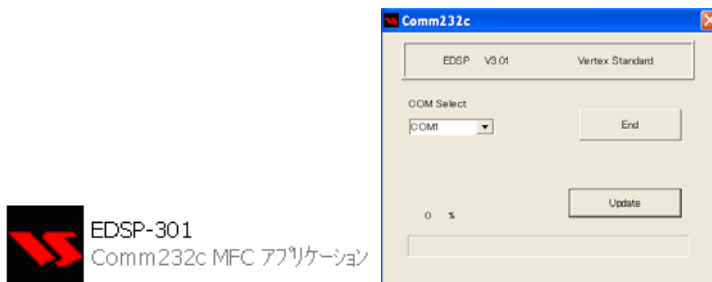 EDSP-301
Comm232c MFC アプリケーション
Comm232c
EDSP V3.01 Vertex Standard
COM Select
COM1
End
Update
0 %